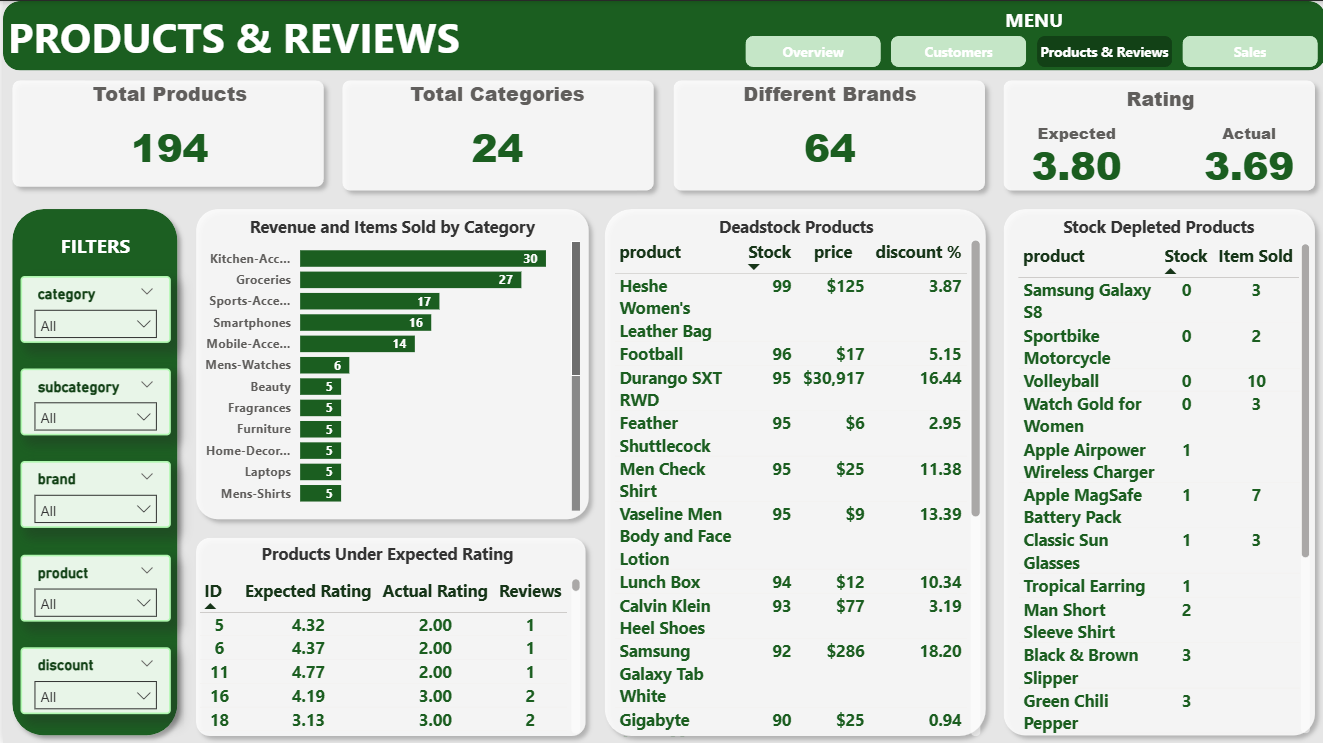 PRODUCTS & REVIEWS
MENU
Overview
Customers
Products & Reviews
Sales
Total Products
194
Total Categories
24
Different Brands
64
Rating
Expected
Actual
3.80
3.69
FILTERS
category
All
subcategory
All
brand
All
product
All
discount
All
Revenue and Items Sold by Category
Kitchen-Acc... 30
Groceries 27
Sports-Acce... 17
Smartphones 16
Mobile-Acce... 14
Mens-Watches 6
Beauty 5
Fragrances 5
Furniture 5
Home-Decor... 5
Laptops 5
Mens-Shirts 5
Products Under Expected Rating
ID Expected Rating Actual Rating Reviews
5 4.32 2.00 1
6 4.37 2.00 1
11 4.77 2.00 1
16 4.19 3.00 2
18 3.13 3.00 2
Deadstock Products
product Stock price discount %
Heshe 99 $125 3.87
Women's
Leather Bag
Football 96 $17 5.15
Durango SXT 95 $30,917 16.44
RWD
Feather 95 $6 2.95
Shuttlecock
Men Check 95 $25 11.38
Shirt
Vaseline Men 95 $9 13.39
Body and Face
Lotion
Lunch Box 94 $12 10.34
Calvin Klein 93 $77 3.19
Heel Shoes
Samsung 92 $286 18.20
Galaxy Tab
White
Gigabyte 90 $25 0.94
Stock Depleted Products
product Stock Item Sold
Samsung Galaxy 0 3
S8
Sportbike 0 2
Motorcycle
Volleyball 0 10
Watch Gold for 0 3
Women
Apple Airpower 1
Wireless Charger
Apple MagSafe 1 7
Battery Pack
Classic Sun 1 3
Glasses
Tropical Earring 1
Man Short 2
Sleeve Shirt
Black & Brown 3
Slipper
Green Chili 3
Pepper